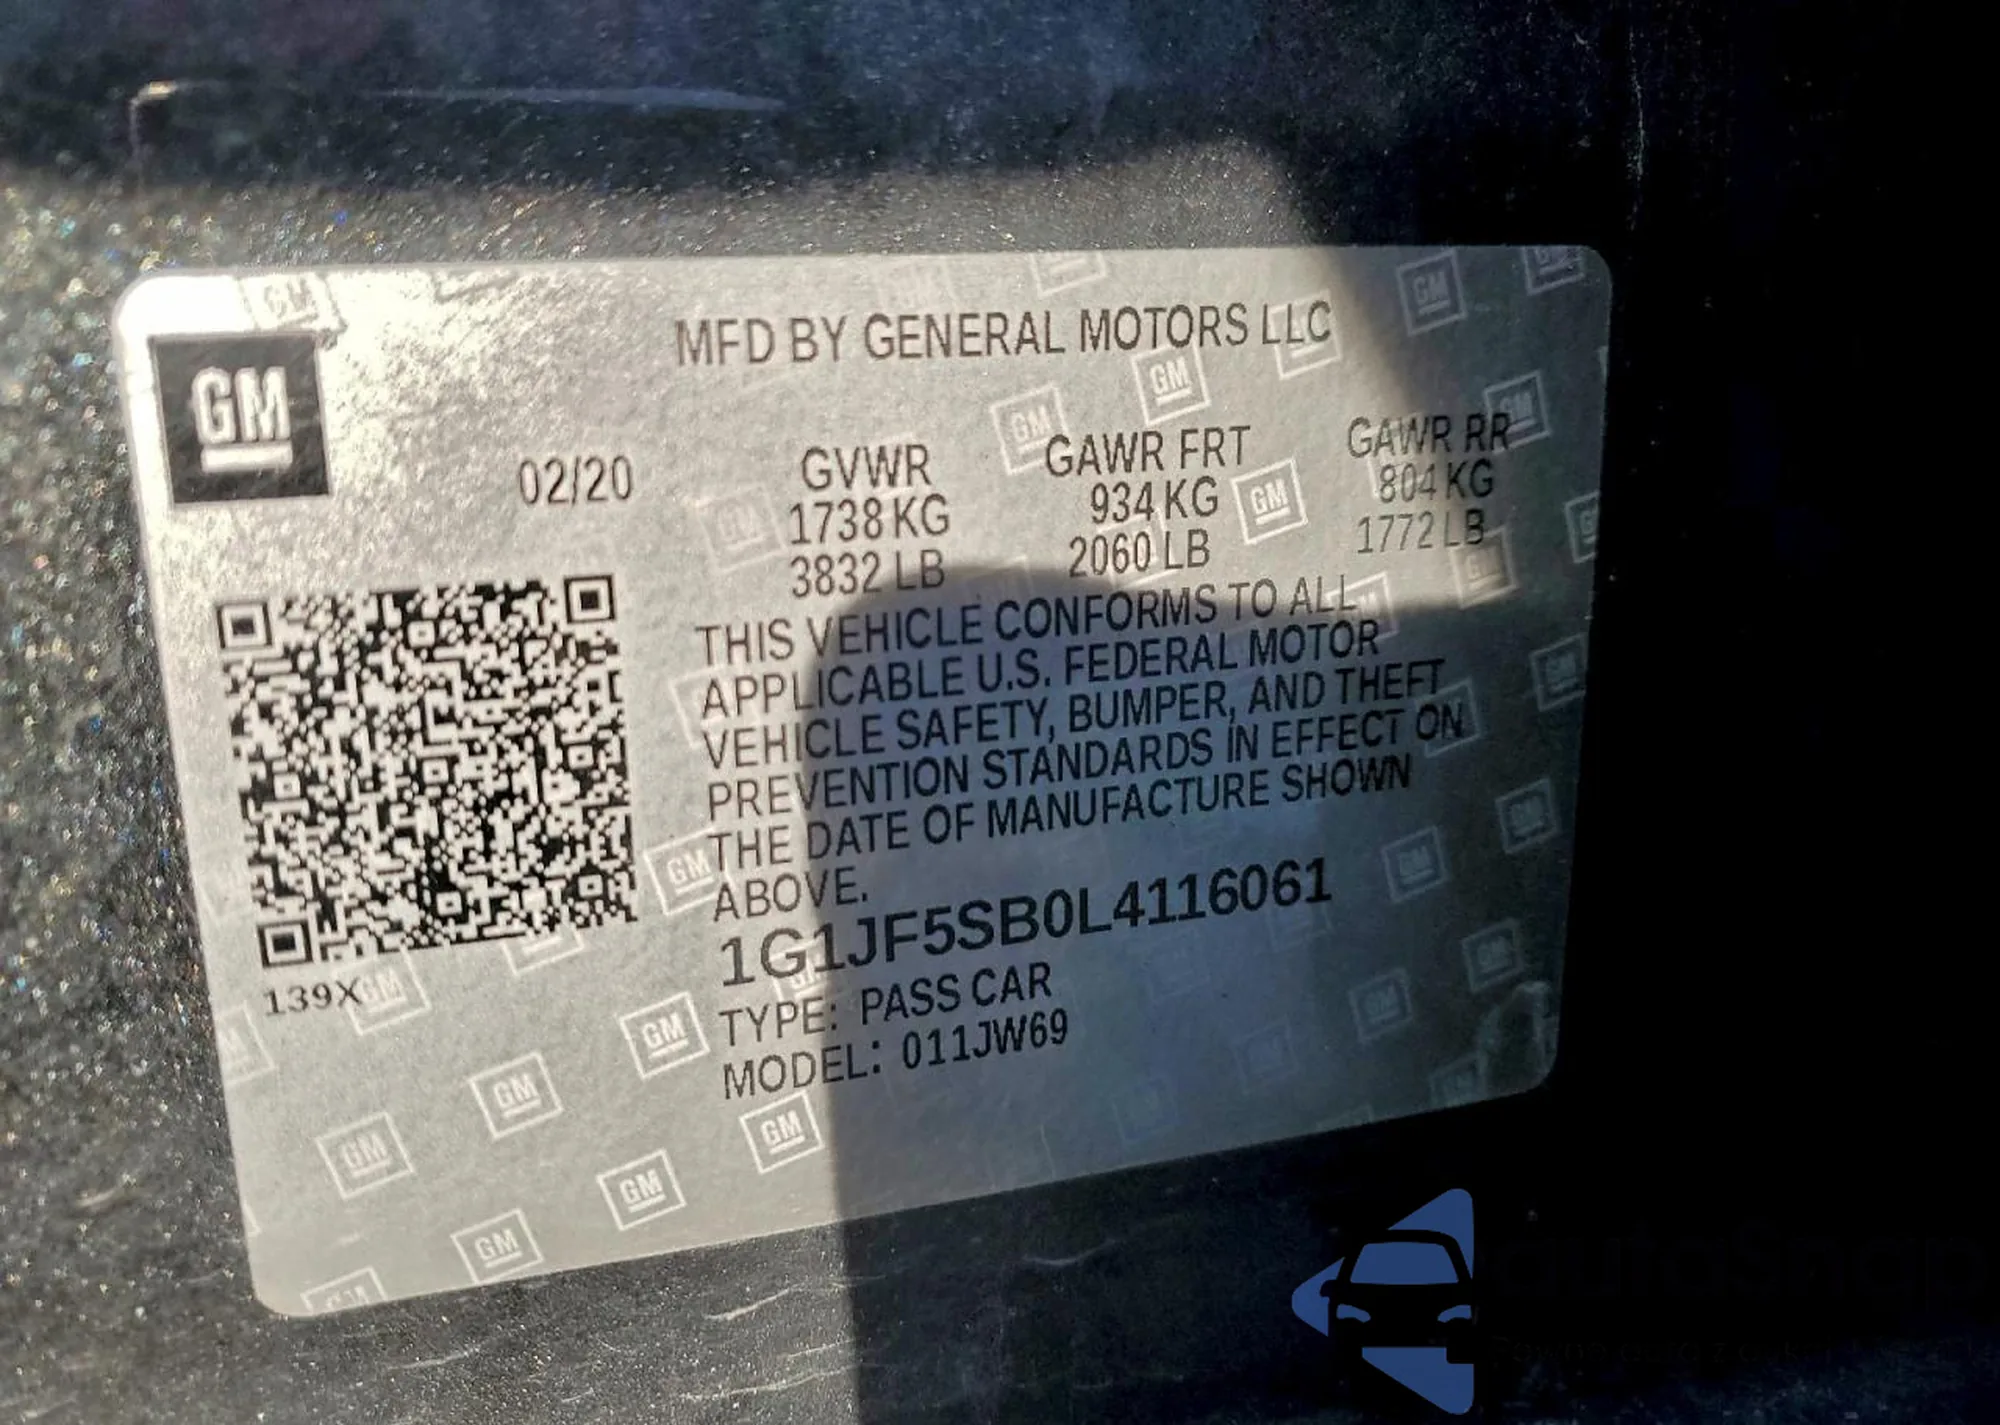 GM
MFD BY GENERAL MOTORS LLC
02/20
GVWR
1738 KG
3832 LB
GAWR FRT
934 KG
2060 LB
GAWR RR
804 KG
1772 LB
THIS VEHICLE CONFORMS TO ALL
APPLICABLE U.S. FEDERAL MOTOR
VEHICLE SAFETY, BUMPER, AND THEFT
PREVENTION STANDARDS IN EFFECT ON
THE DATE OF MANUFACTURE SHOWN
ABOVE.
1G1JF5SB0L4116061
TYPE: PASS CAR
MODEL: 011JW69
139X
autoSnap